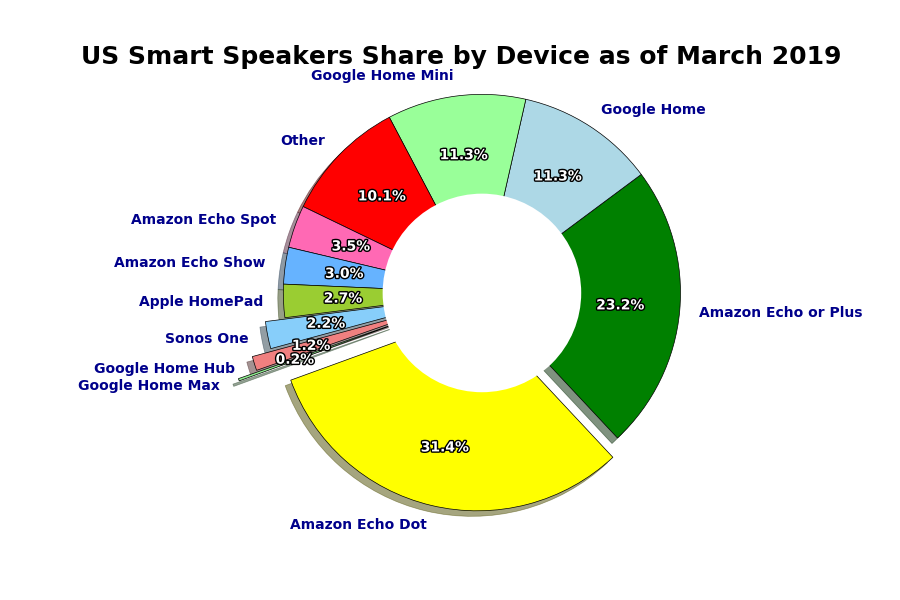 US Smart Speakers Share by Device as of March 2019
Google Home Mini
Google Home
Other
11.3%
11.3%
10.1%
Amazon Echo Spot
3.5%
Amazon Echo Show
3.0%
Apple HomePad
2.7%
23.2%
Amazon Echo or Plus
Sonos One
2.2%
1.2%
Google Home Hub
0.2%
Google Home Max
31.4%
Amazon Echo Dot